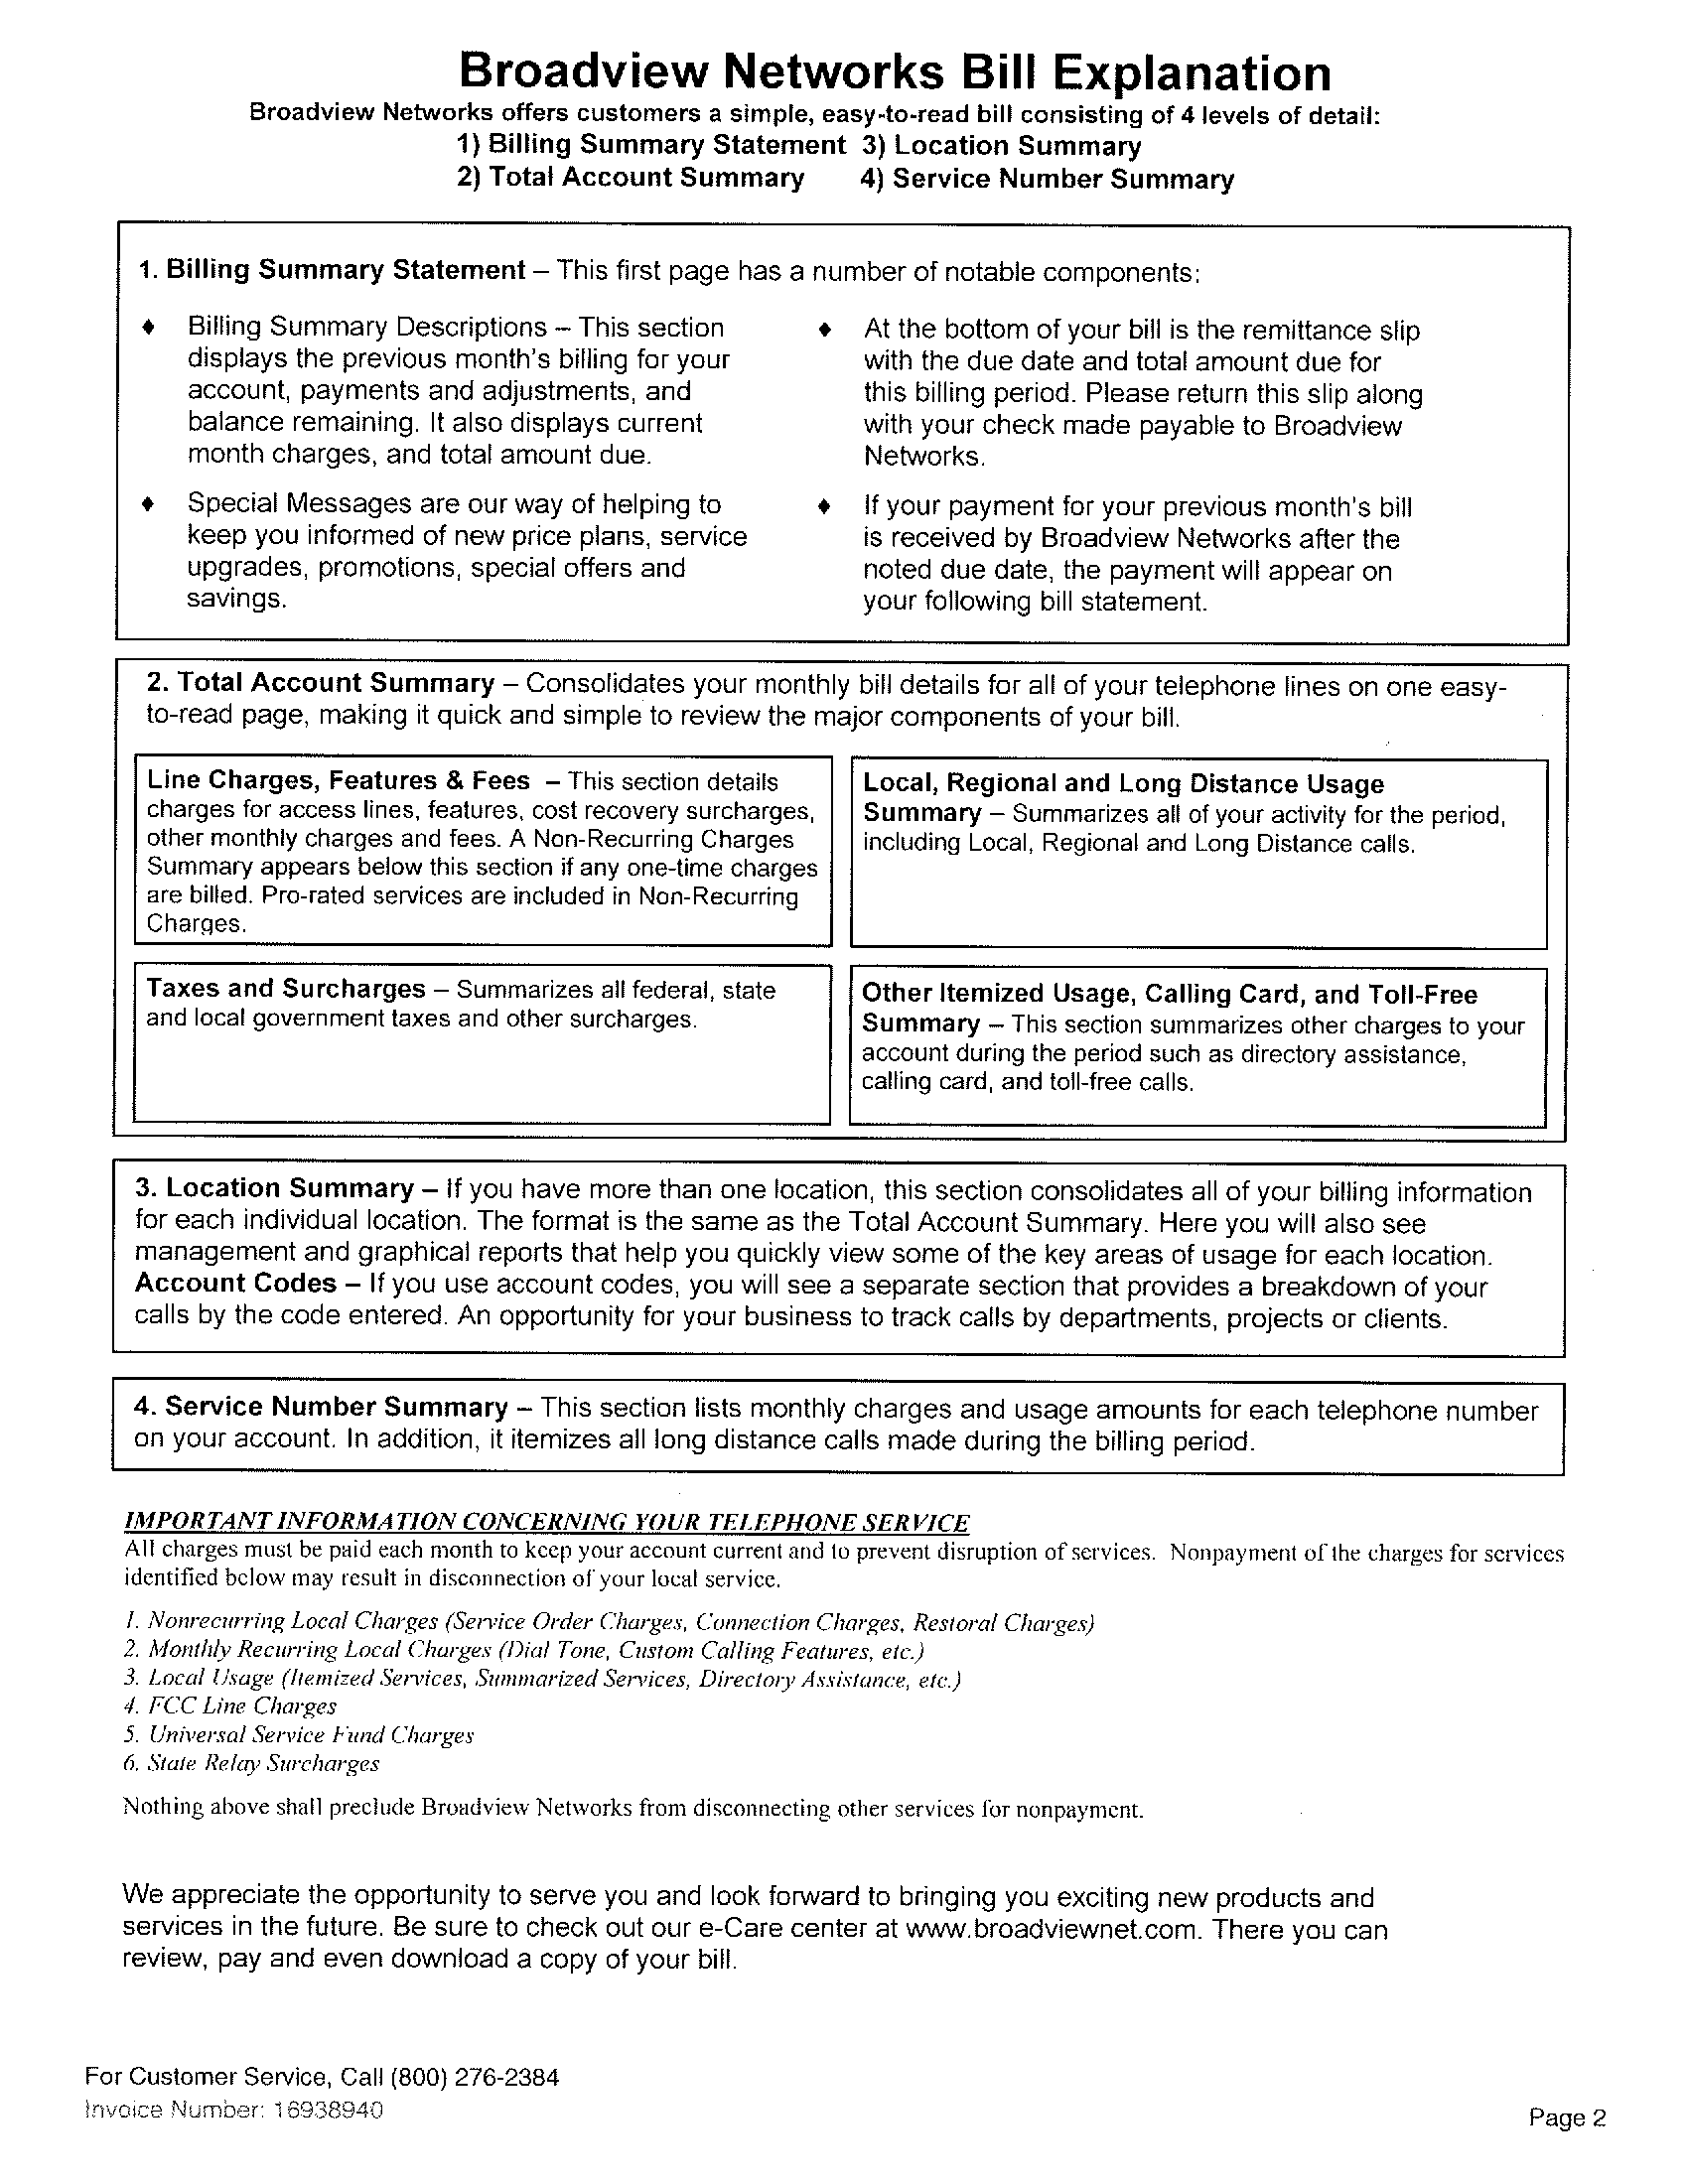 Broadview Networks Bill Explanation
Broadview Networks offers customers a simple, easy-to-read bill consisting of 4 levels of detail:
1) Billing Summary Statement 3) Location Summary
2) Total Account Summary 4) Service Number Summary
1. Billing Summary Statement – This first page has a number of notable components:
♦ Billing Summary Descriptions – This section
displays the previous month's billing for your
account, payments and adjustments, and
balance remaining. It also displays current
month charges, and total amount due.
♦ Special Messages are our way of helping to
keep you informed of new price plans, service
upgrades, promotions, special offers and
savings.
♦ At the bottom of your bill is the remittance slip
with the due date and total amount due for
this billing period. Please return this slip along
with your check made payable to Broadview
Networks.
♦ If your payment for your previous month's bill
is received by Broadview Networks after the
noted due date, the payment will appear on
your following bill statement.
2. Total Account Summary – Consolidates your monthly bill details for all of your telephone lines on one easy-
to-read page, making it quick and simple to review the major components of your bill.
Line Charges, Features & Fees – This section details
charges for access lines, features, cost recovery surcharges,
other monthly charges and fees. A Non-Recurring Charges
Summary appears below this section if any one-time charges
are billed. Pro-rated services are included in Non-Recurring
Charges.
Local, Regional and Long Distance Usage
Summary – Summarizes all of your activity for the period,
including Local, Regional and Long Distance calls.
Taxes and Surcharges – Summarizes all federal, state
and local government taxes and other surcharges.
Other Itemized Usage, Calling Card, and Toll-Free
Summary – This section summarizes other charges to your
account during the period such as directory assistance,
calling card, and toll-free calls.
3. Location Summary – If you have more than one location, this section consolidates all of your billing information
for each individual location. The format is the same as the Total Account Summary. Here you will also see
management and graphical reports that help you quickly view some of the key areas of usage for each location.
Account Codes – If you use account codes, you will see a separate section that provides a breakdown of your
calls by the code entered. An opportunity for your business to track calls by departments, projects or clients.
4. Service Number Summary – This section lists monthly charges and usage amounts for each telephone number
on your account. In addition, it itemizes all long distance calls made during the billing period.
IMPORTANT INFORMATION CONCERNING YOUR TELEPHONE SERVICE
All charges must be paid each month to keep your account current and to prevent disruption of services. Nonpayment of the charges for services
identified below may result in disconnection of your local service.
1. Nonrecurring Local Charges (Service Order Charges, Connection Charges, Restoral Charges)
2. Monthly Recurring Local Charges (Dial Tone, Custom Calling Features, etc.)
3. Local Usage (Itemized Services, Summarized Services, Directory Assistance, etc.)
4. FCC Line Charges
5. Universal Service Fund Charges
6. State Relay Surcharges
Nothing above shall preclude Broadview Networks from disconnecting other services for nonpayment.
We appreciate the opportunity to serve you and look forward to bringing you exciting new products and
services in the future. Be sure to check out our e-Care center at www.broadviewnet.com. There you can
review, pay and even download a copy of your bill.
For Customer Service, Call (800) 276-2384
Invoice Number: 16938940
Page 2